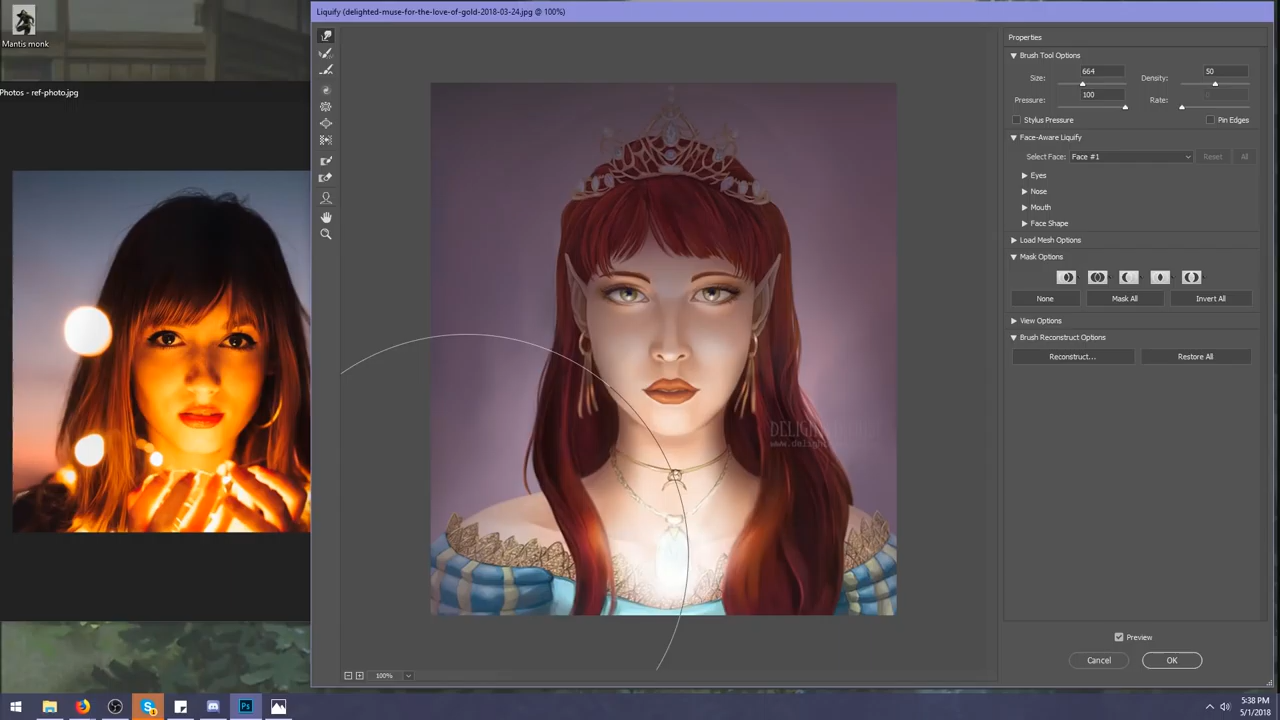 Liquify (delighted-muse-for-the-love-of-gold-2018-03-24.jpg @ 100%)
Mantis monk
Photos - ref-photo.jpg
Properties
Brush Tool Options
Size: 664
Density: 50
Pressure: 100
Rate: 0
Stylus Pressure
Pin Edges
Face-Aware Liquify
Select Face: Face #1
Reset
All
Eyes
Nose
Mouth
Face Shape
Load Mesh Options
Mask Options
None
Mask All
Invert All
View Options
Brush Reconstruct Options
Reconstruct...
Restore All
Preview
Cancel
OK
100%
Ps
5:38 PM
5/1/2018